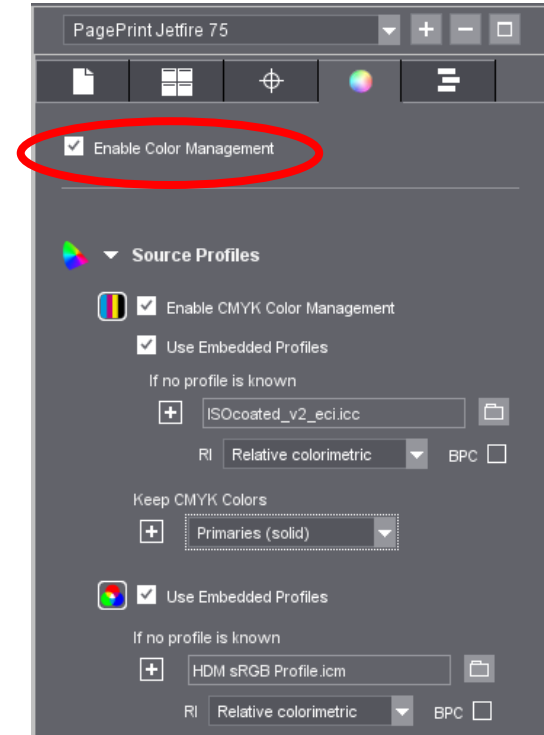 PagePrint Jetfire 75
Enable Color Management
Source Profiles
Enable CMYK Color Management
Use Embedded Profiles
If no profile is known
ISOcoated_v2_eci.icc
RI Relative colorimetric BPC
Keep CMYK Colors
Primaries (solid)
Use Embedded Profiles
If no profile is known
HDM sRGB Profile.icm
RI Relative colorimetric BPC